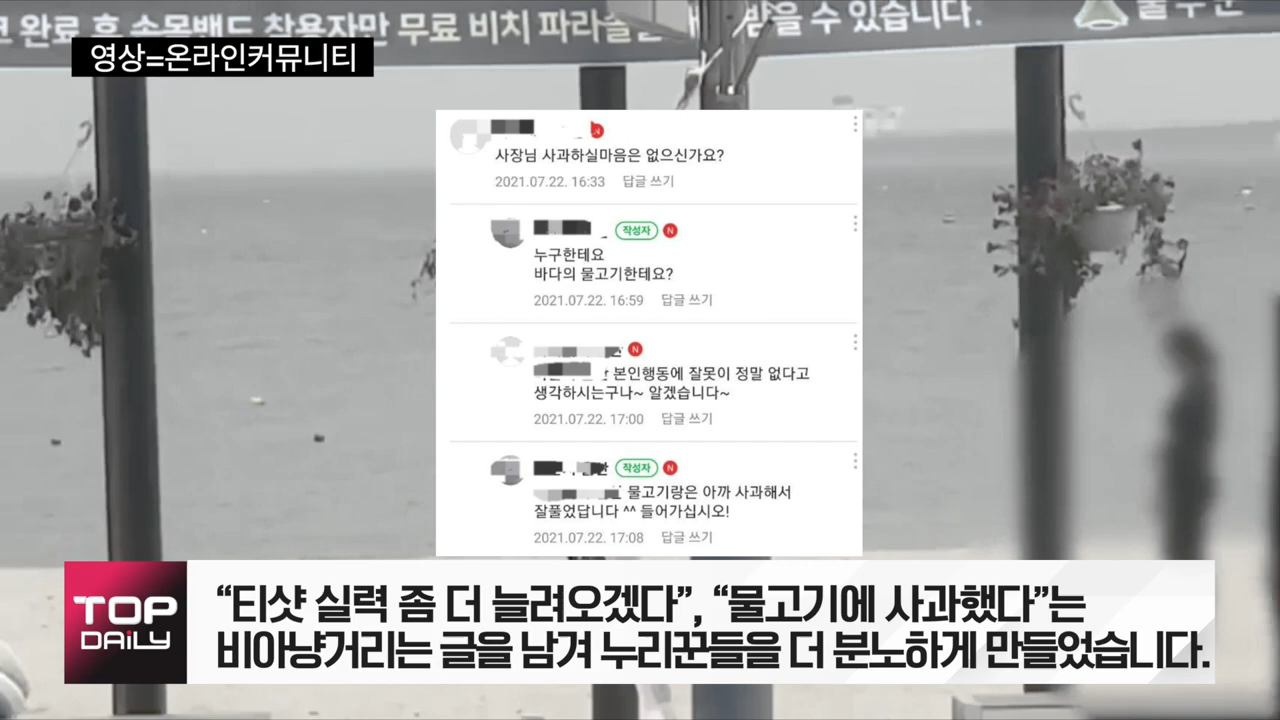 완료 후 손목밴드 착용자만 무료 비치 파라솔을 받을 수 있습니다.
영상=온라인커뮤니티
사장님 사과하실마음은 없으신가요?
2021.07.22. 16:33 답글 쓰기
작성자 N
누구한테요
바다의 물고기한테요?
2021.07.22. 16:59 답글 쓰기
N
본인행동에 잘못이 정말 없다고
생각하시는구나~ 알겠습니다~
2021.07.22. 17:00 답글 쓰기
작성자 N
물고기랑은 아까 사과해서
잘풀었답니다 ^^ 들어가십시오!
2021.07.22. 17:08 답글 쓰기
TOP
DAILY
“티샷 실력 좀 더 늘려오겠다”, “물고기에 사과했다”는
비아냥거리는 글을 남겨 누리꾼들을 더 분노하게 만들었습니다.